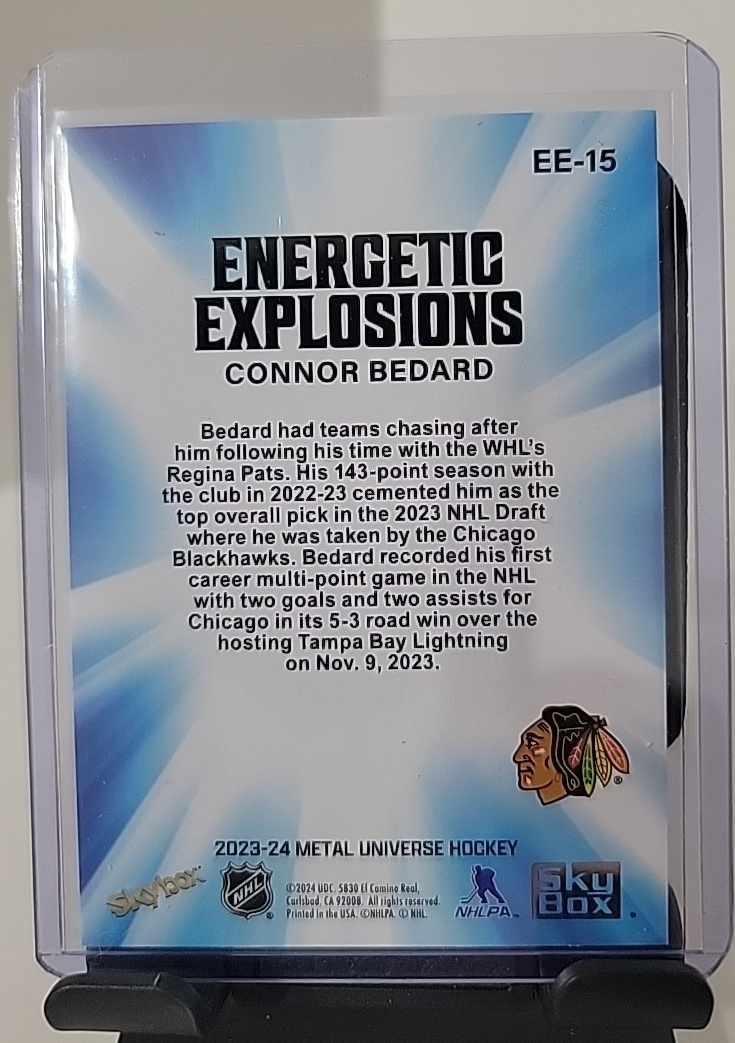 EE-15
ENERGETIC
EXPLOSIONS
CONNOR BEDARD
Bedard had teams chasing after
him following his time with the WHL's
Regina Pats. His 143-point season with
the club in 2022-23 cemented him as the
top overall pick in the 2023 NHL Draft
where he was taken by the Chicago
Blackhawks. Bedard recorded his first
career multi-point game in the NHL
with two goals and two assists for
Chicago in its 5-3 road win over the
hosting Tampa Bay Lightning
on Nov. 9, 2023.
®
2023-24 METAL UNIVERSE HOCKEY
skybox™
NHL ®
©2024 UDC. 5830 El Camino Real,
Carlsbad, CA 92008. All rights reserved.
Printed in the USA. ©NHLPA. © NHL.
NHLPA™
Sky
Box